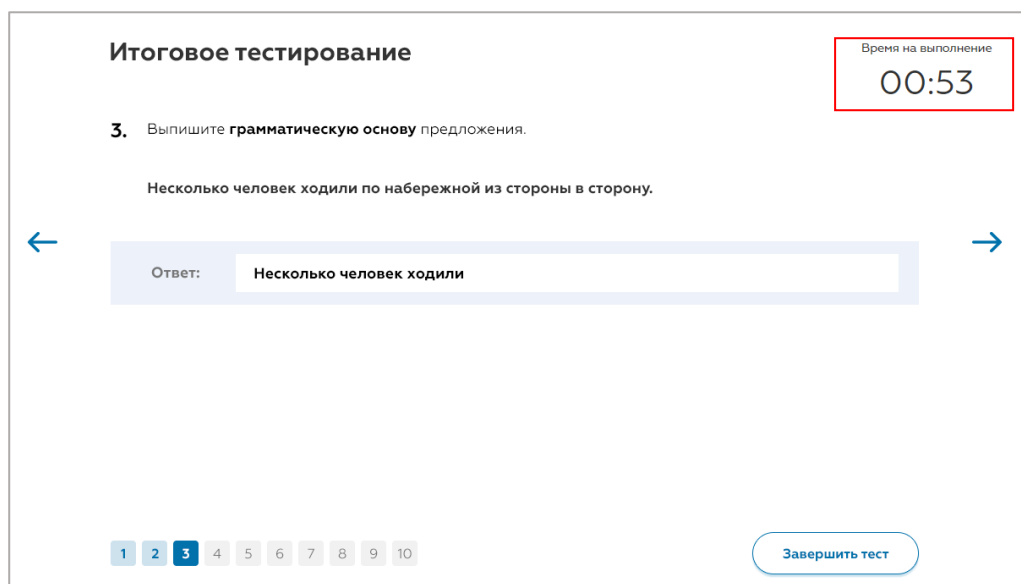 Итоговое тестирование
Время на выполнение
00:53
3. Выпишите грамматическую основу предложения.
Несколько человек ходили по набережной из стороны в сторону.
Ответ: Несколько человек ходили
1 2 3 4 5 6 7 8 9 10
Завершить тест